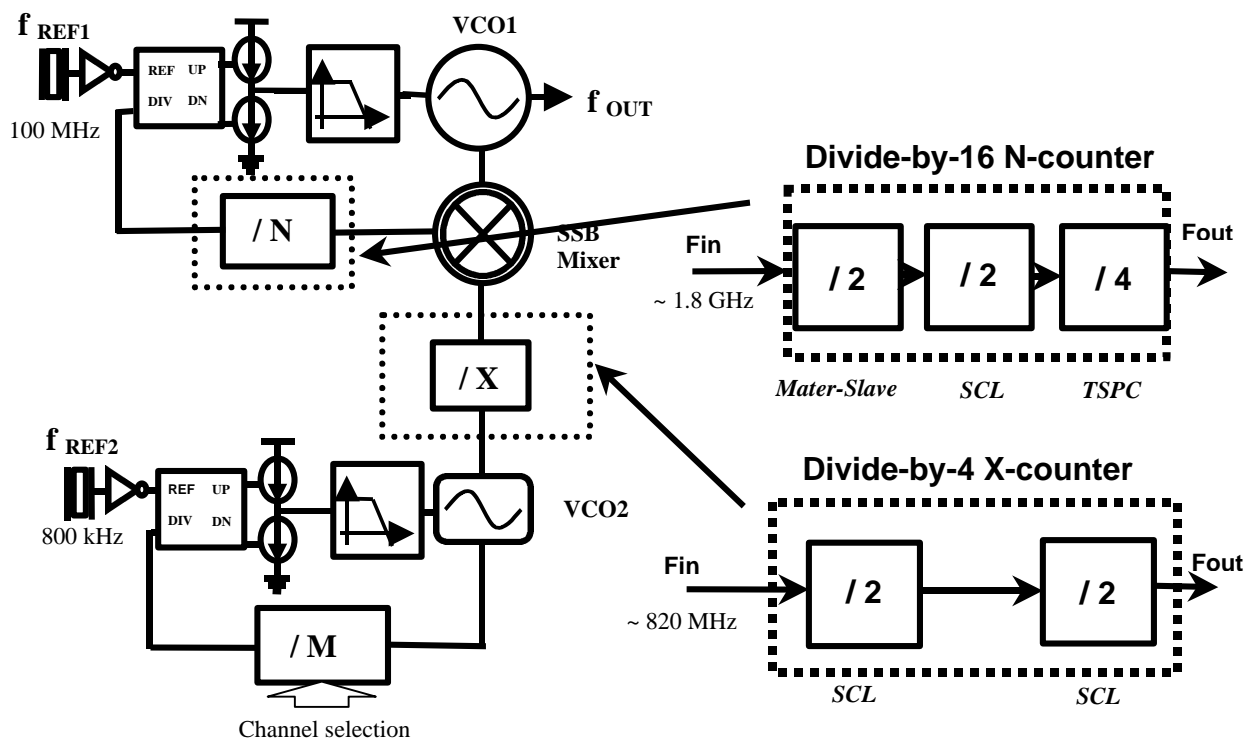 f REF1
100 MHz
REF UP
DIV DN
VCO1
f OUT
/ N
SSB
Mixer
/ X
f REF2
800 kHz
REF UP
DIV DN
VCO2
/ M
Channel selection
Divide-by-16 N-counter
Fin
~ 1.8 GHz
/ 2
/ 2
/ 4
Fout
Mater-Slave
SCL
TSPC
Divide-by-4 X-counter
Fin
~ 820 MHz
/ 2
/ 2
Fout
SCL
SCL